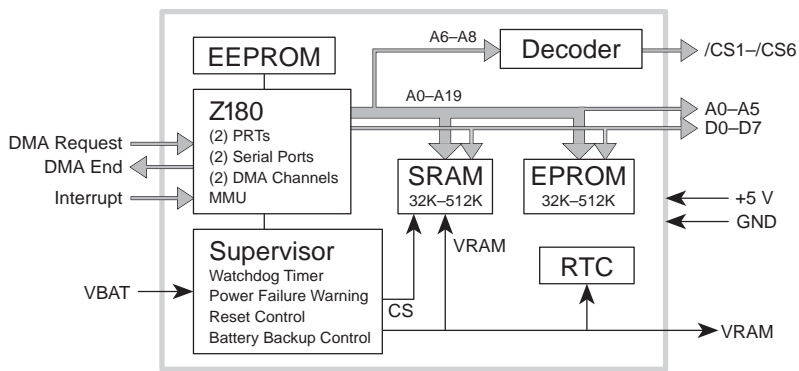 A6–A8
Decoder
/CS1–/CS6
EEPROM
A0–A19
Z180
(2) PRTs
(2) Serial Ports
(2) DMA Channels
MMU
DMA Request
DMA End
Interrupt
A0–A5
D0–D7
SRAM
32K–512K
EPROM
32K–512K
+5 V
GND
Supervisor
Watchdog Timer
Power Failure Warning
Reset Control
Battery Backup Control
VBAT
CS
VRAM
RTC
VRAM